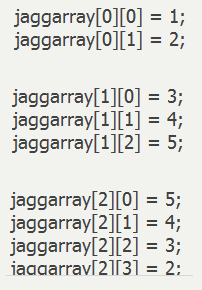 jaggarray[0][0] = 1;
jaggarray[0][1] = 2;
jaggarray[1][0] = 3;
jaggarray[1][1] = 4;
jaggarray[1][2] = 5;
jaggarray[2][0] = 5;
jaggarray[2][1] = 4;
jaggarray[2][2] = 3;
jaggarray[2][3] = 2;